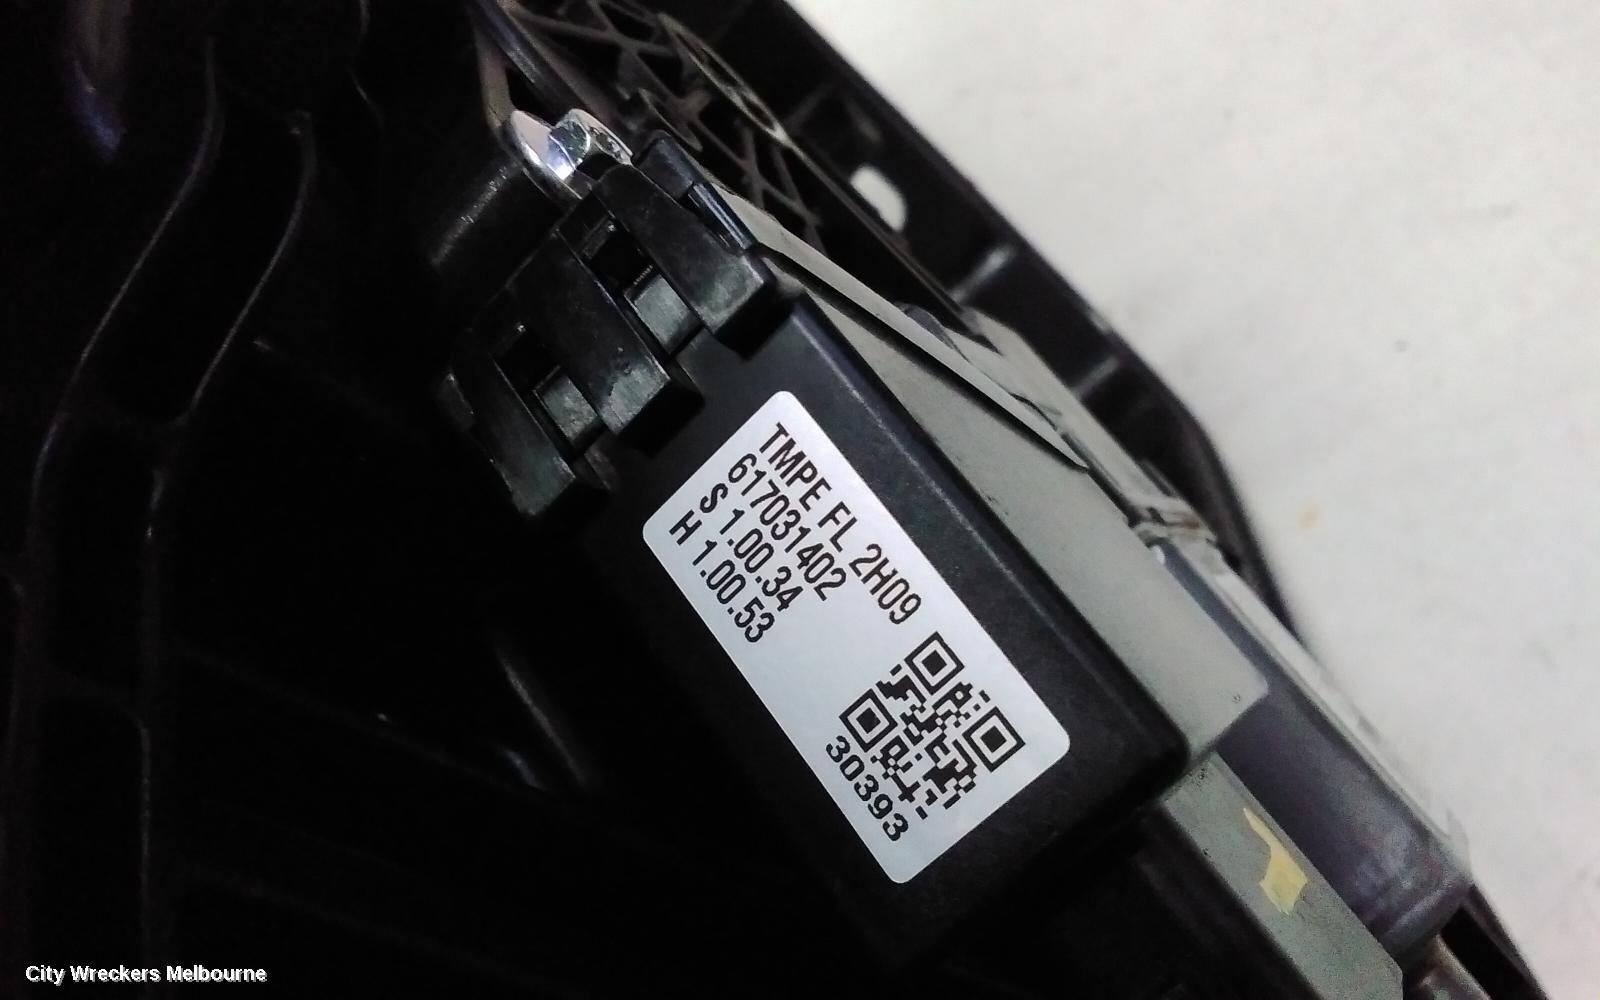 TMPE FL 2H09
617031402
S 1.00.34
H 1.00.53
30393
City Wreckers Melbourne